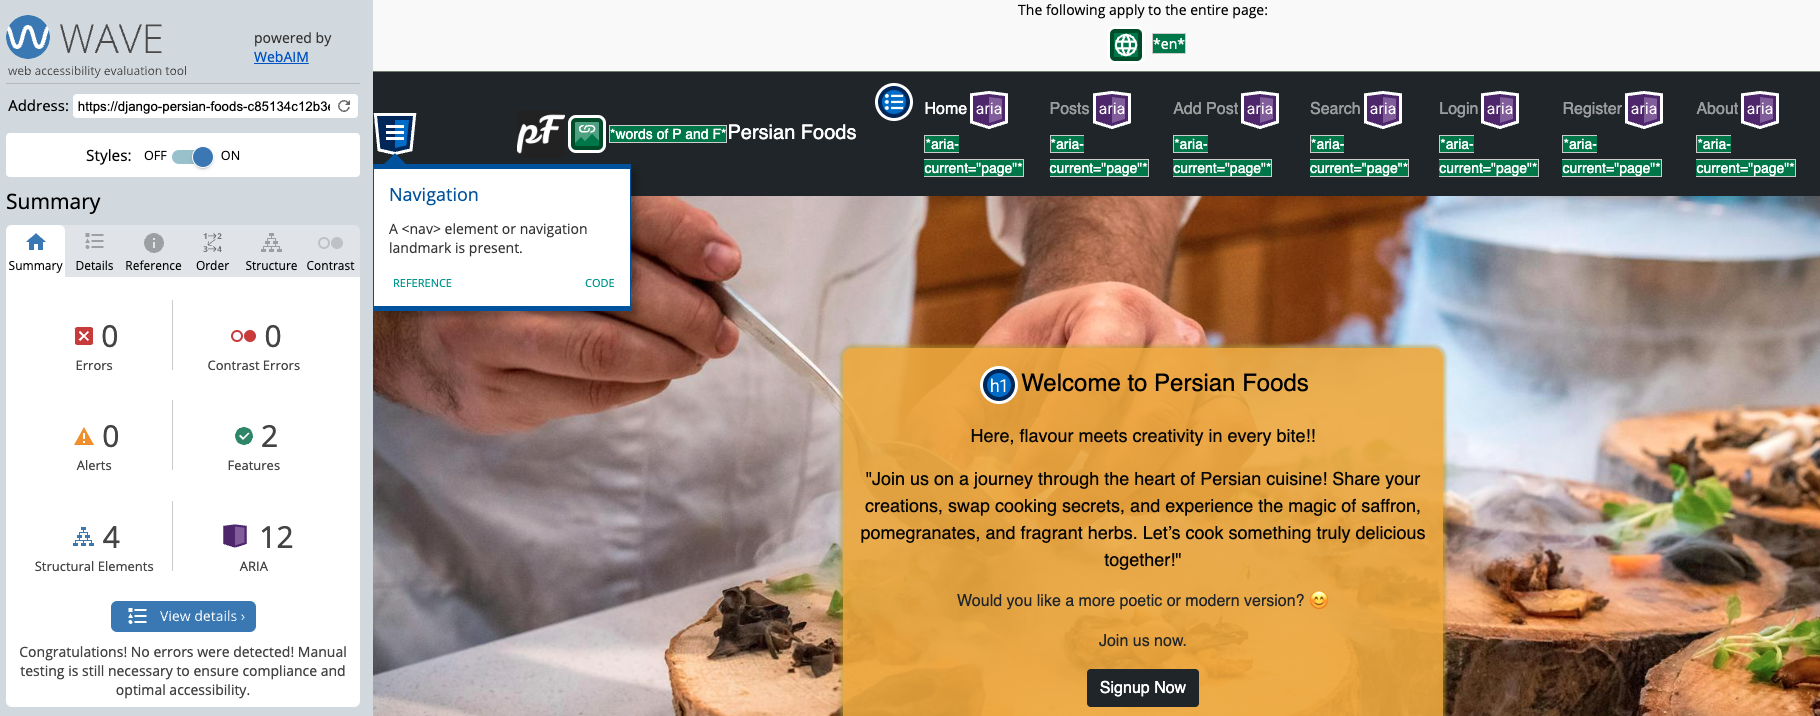 WAVE
powered by
WebAIM
web accessibility evaluation tool
Address: https://django-persian-foods-c85134c12b3
Styles: OFF ON
Summary
Summary Details Reference Order Structure Contrast
0 Errors
0 Contrast Errors
0 Alerts
2 Features
4 Structural Elements
12 ARIA
View details ›
Congratulations! No errors were detected! Manual
testing is still necessary to ensure compliance and
optimal accessibility.
The following apply to the entire page:
*en*
pF *words of P and F* Persian Foods
Home aria Posts aria Add Post aria Search aria Login aria Register aria About aria
*aria- *aria- *aria- *aria- *aria- *aria- *aria-
current="page"* current="page"* current="page"* current="page"* current="page"* current="page"* current="page"*
Navigation
A <nav> element or navigation
landmark is present.
REFERENCE CODE
h1 Welcome to Persian Foods
Here, flavour meets creativity in every bite!!
"Join us on a journey through the heart of Persian cuisine! Share your
creations, swap cooking secrets, and experience the magic of saffron,
pomegranates, and fragrant herbs. Let’s cook something truly delicious
together!"
Would you like a more poetic or modern version? 😊
Join us now.
Signup Now